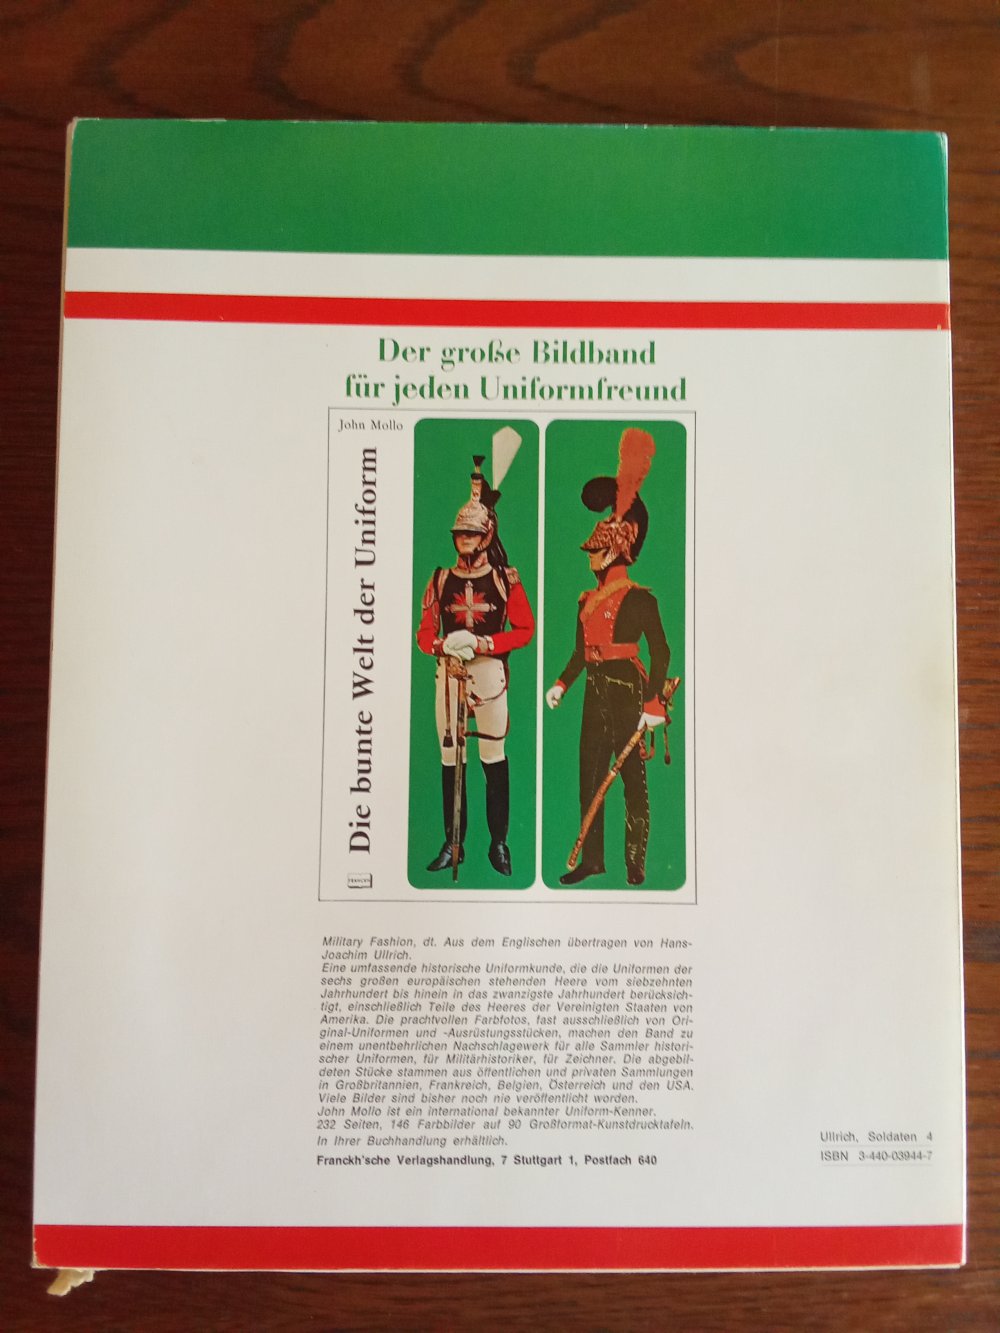 Der große Bildband
für jeden Uniformfreund
John Mollo
Die bunte Welt der Uniform
Military Fashion, dt. Aus dem Englischen übertragen von Hans-
Joachim Ullrich.
Eine umfassende historische Uniformkunde, die die Uniformen der
sechs großen europäischen stehenden Heere vom siebzehnten
Jahrhundert bis hinein in das zwanzigste Jahrhundert berücksich-
tigt, einschließlich Teile des Heeres der Vereinigten Staaten von
Amerika. Die prachtvollen Farbfotos, fast ausschließlich von Ori-
ginal-Uniformen und -Ausrüstungsstücken, machen den Band zu
einem unentbehrlichen Nachschlagewerk für alle Sammler histori-
scher Uniformen, für Militärhistoriker, für Zeichner. Die abgebil-
deten Stücke stammen aus öffentlichen und privaten Sammlungen
in Großbritannien, Frankreich, Belgien, Österreich und den USA.
Viele Bilder sind bisher noch nie veröffentlicht worden.
John Mollo ist ein international bekannter Uniform-Kenner.
232 Seiten, 146 Farbbilder auf 90 Großformat-Kunstdrucktafeln.
In Ihrer Buchhandlung erhältlich.
Franckh'sche Verlagshandlung, 7 Stuttgart 1, Postfach 640
Ullrich, Soldaten 4
ISBN 3-440-03944-7